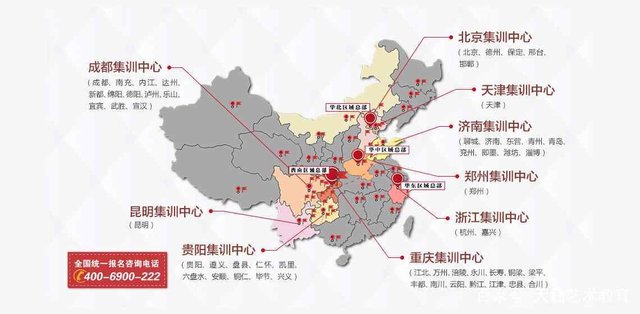 北京集训中心
（北京、德州、保定、邢台、
邯郸）
成都集训中心
（成都、南充、内江、达州、
新都、绵阳、德阳、泸州、乐山、
宜宾、武胜、宣汉）
天津集训中心
（天津）
华北区域总部
济南集训中心
（聊城、济南、东营、青州、青岛、
兖州、即墨、潍坊、淄博）
华中区域总部
西南区域总部
郑州集训中心
（郑州）
华东区域总部
昆明集训中心
（昆明）
浙江集训中心
（杭州、嘉兴）
贵阳集训中心
（贵阳、遵义、盘县、仁怀、凯里、
六盘水、安顺、铜仁、毕节、兴义）
重庆集训中心
（江北、万州、涪陵、永川、长寿、铜梁、梁平、
丰都、南川、云阳、黔江、江津、忠县、合川）
全国统一报名咨询电话
400-6900-222